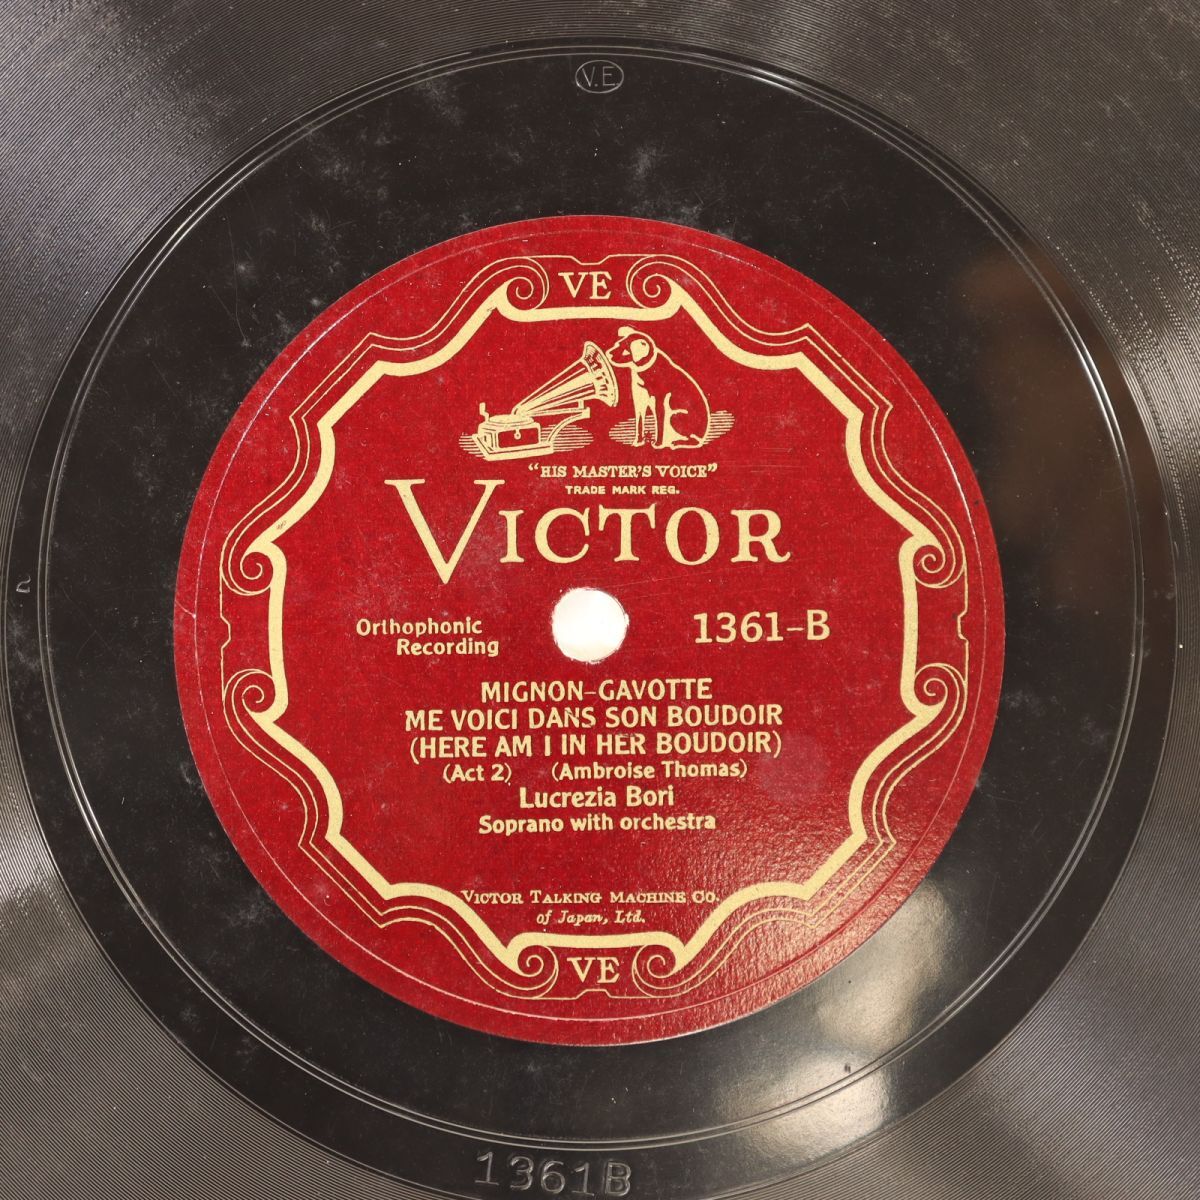 V.E.
VE
"HIS MASTER'S VOICE"
TRADE MARK REG.
VICTOR
Orthophonic
Recording
1361-B
MIGNON-GAVOTTE
ME VOICI DANS SON BOUDOIR
(HERE AM I IN HER BOUDOIR)
(Act 2) (Ambroise Thomas)
Lucrezia Bori
Soprano with orchestra
VICTOR TALKING MACHINE CO.
of Japan, Ltd.
VE
1361B